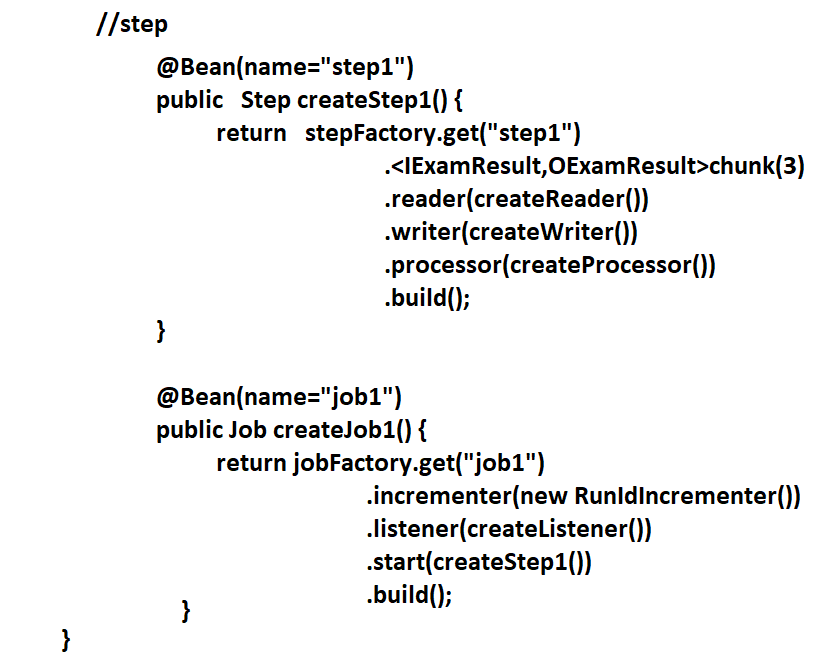 //step
@Bean(name="step1")
public Step createStep1() {
return stepFactory.get("step1")
.<IExamResult,OExamResult>chunk(3)
.reader(createReader())
.writer(createWriter())
.processor(createProcessor())
.build();
}
@Bean(name="job1")
public Job createJob1() {
return jobFactory.get("job1")
.incrementer(new RunIdIncrementer())
.listener(createListener())
.start(createStep1())
.build();
}
}